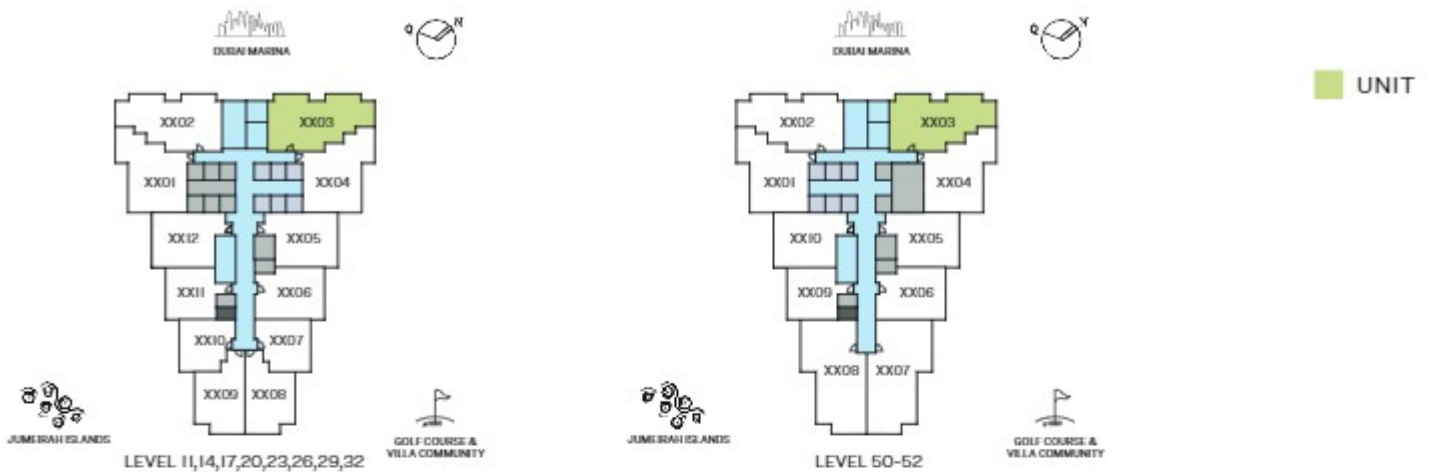 DUBAI MARINA
N
XX02
XX03
XX01
XX04
XX12
XX05
XX11
XX06
XX10
XX07
XX09
XX08
JUMEIRAH ISLANDS
GOLF COURSE &
VILLA COMMUNITY
LEVEL 11,14,17,20,23,26,29,32
DUBAI MARINA
XX02
XX03
XX01
XX04
XX10
XX05
XX09
XX06
XX08
XX07
JUMEIRAH ISLANDS
GOLF COURSE &
VILLA COMMUNITY
LEVEL 50-52
UNIT